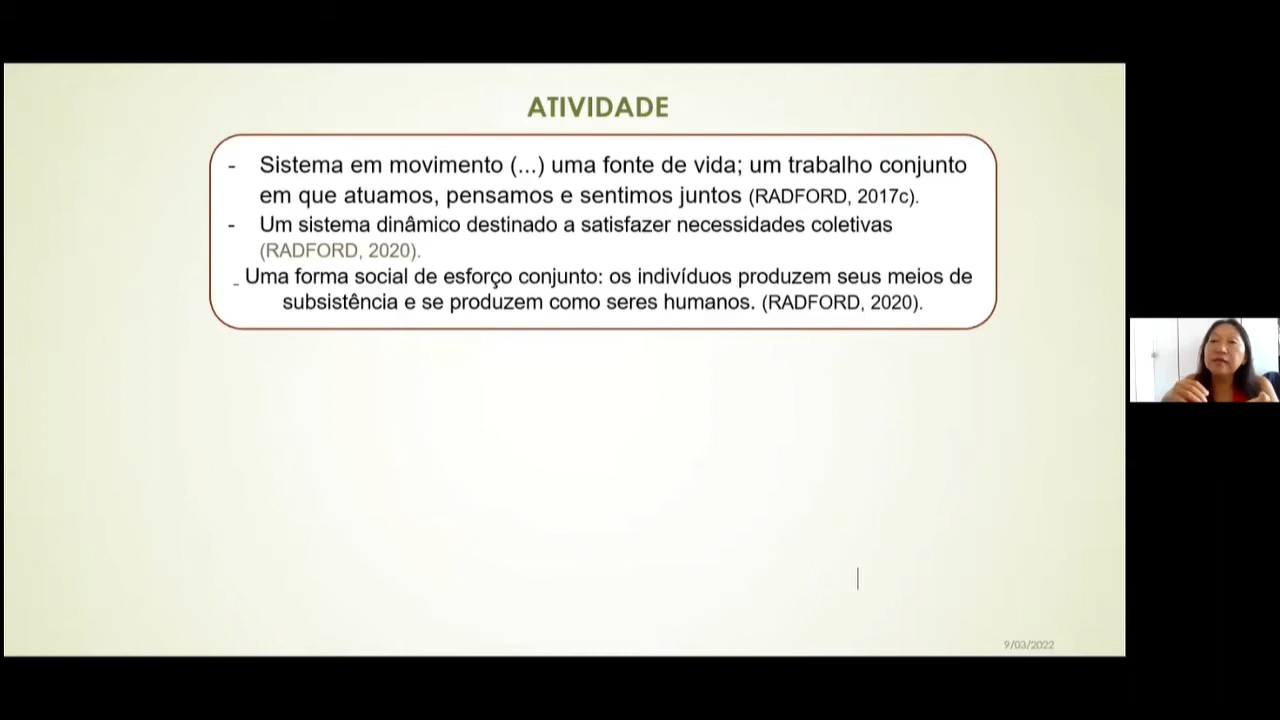 ATIVIDADE
- Sistema em movimento (...) uma fonte de vida; um trabalho conjunto
em que atuamos, pensamos e sentimos juntos (RADFORD, 2017c).
- Um sistema dinâmico destinado a satisfazer necessidades coletivas
(RADFORD, 2020).
- Uma forma social de esforço conjunto: os indivíduos produzem seus meios de
subsistência e se produzem como seres humanos. (RADFORD, 2020).
9/03/2022